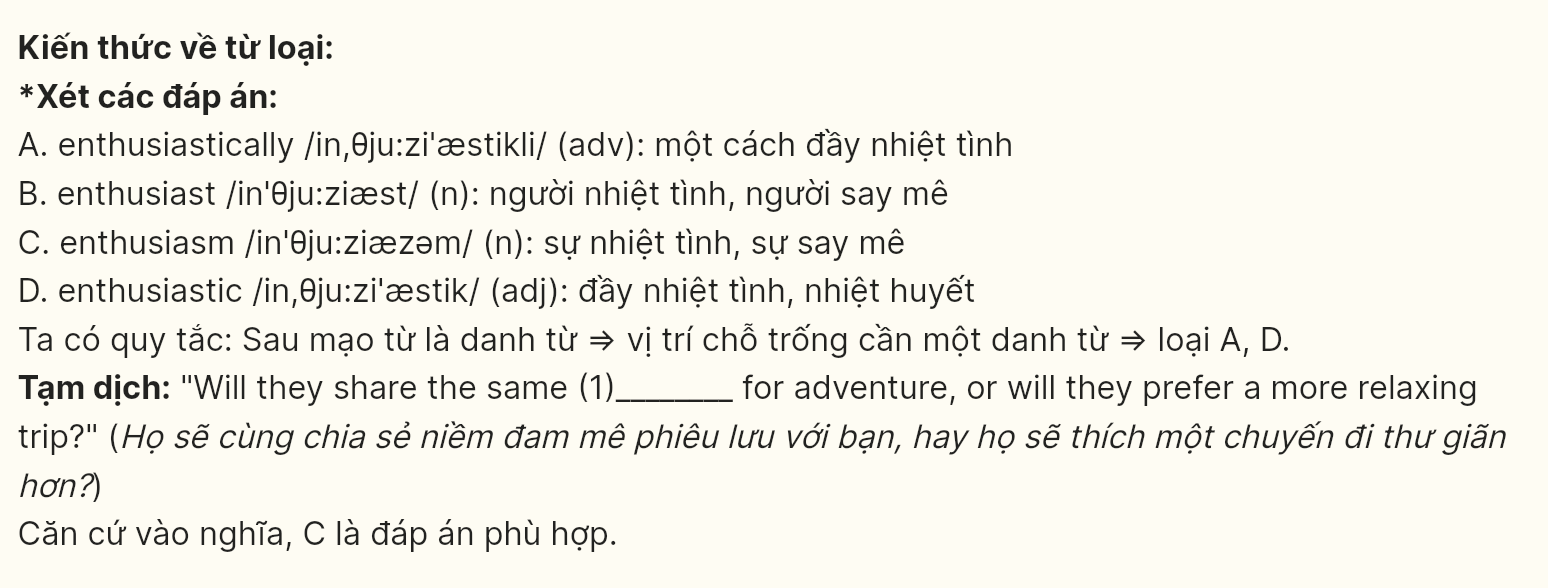 Kiến thức về từ loại:
*Xét các đáp án:
A. enthusiastically /in,θju:zi'æstikli/ (adv): một cách đầy nhiệt tình
B. enthusiast /in'θju:ziæst/ (n): người nhiệt tình, người say mê
C. enthusiasm /in'θju:ziæzəm/ (n): sự nhiệt tình, sự say mê
D. enthusiastic /in,θju:zi'æstik/ (adj): đầy nhiệt tình, nhiệt huyết
Ta có quy tắc: Sau mạo từ là danh từ ⇒ vị trí chỗ trống cần một danh từ ⇒ loại A, D.
Tạm dịch: "Will they share the same (1)________ for adventure, or will they prefer a more relaxing
trip?" (Họ sẽ cùng chia sẻ niềm đam mê phiêu lưu với bạn, hay họ sẽ thích một chuyến đi thư giãn
hơn?)
Căn cứ vào nghĩa, C là đáp án phù hợp.